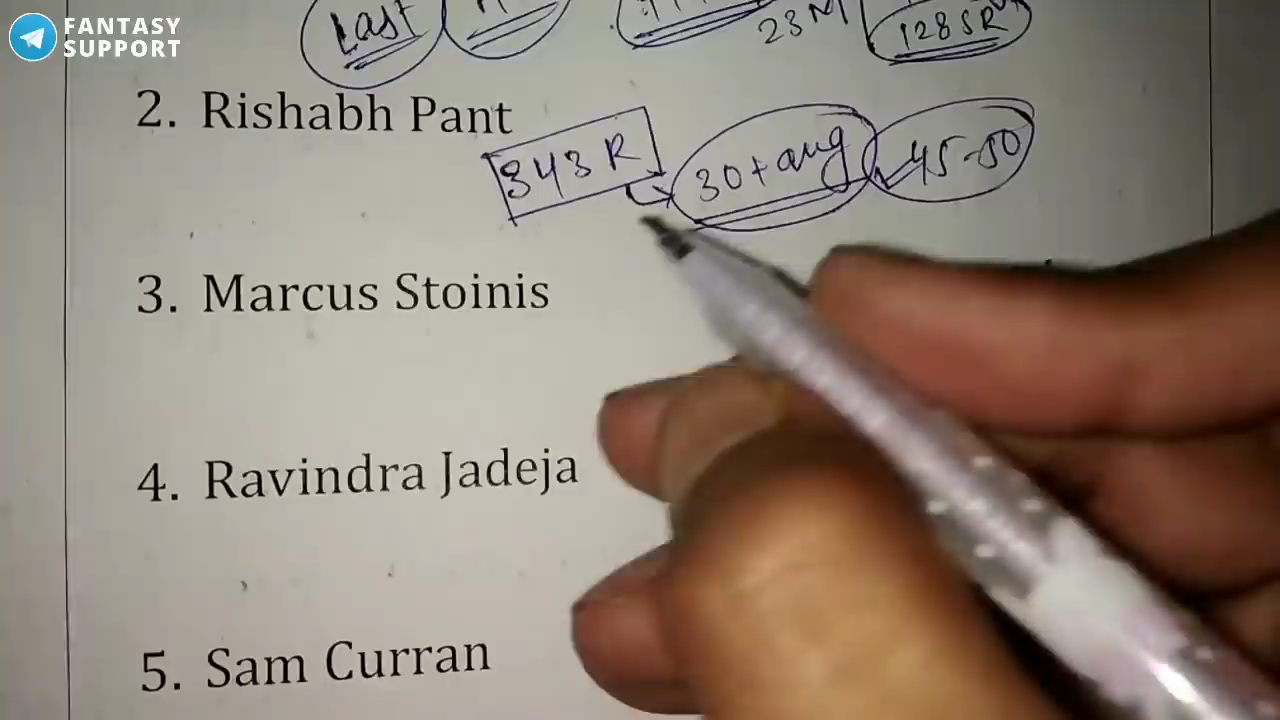 FANTASY
SUPPORT
Last
23M
128 SR
2. Rishabh Pant
343 R 30+ avg 45-50
3. Marcus Stoinis
4. Ravindra Jadeja
5. Sam Curran